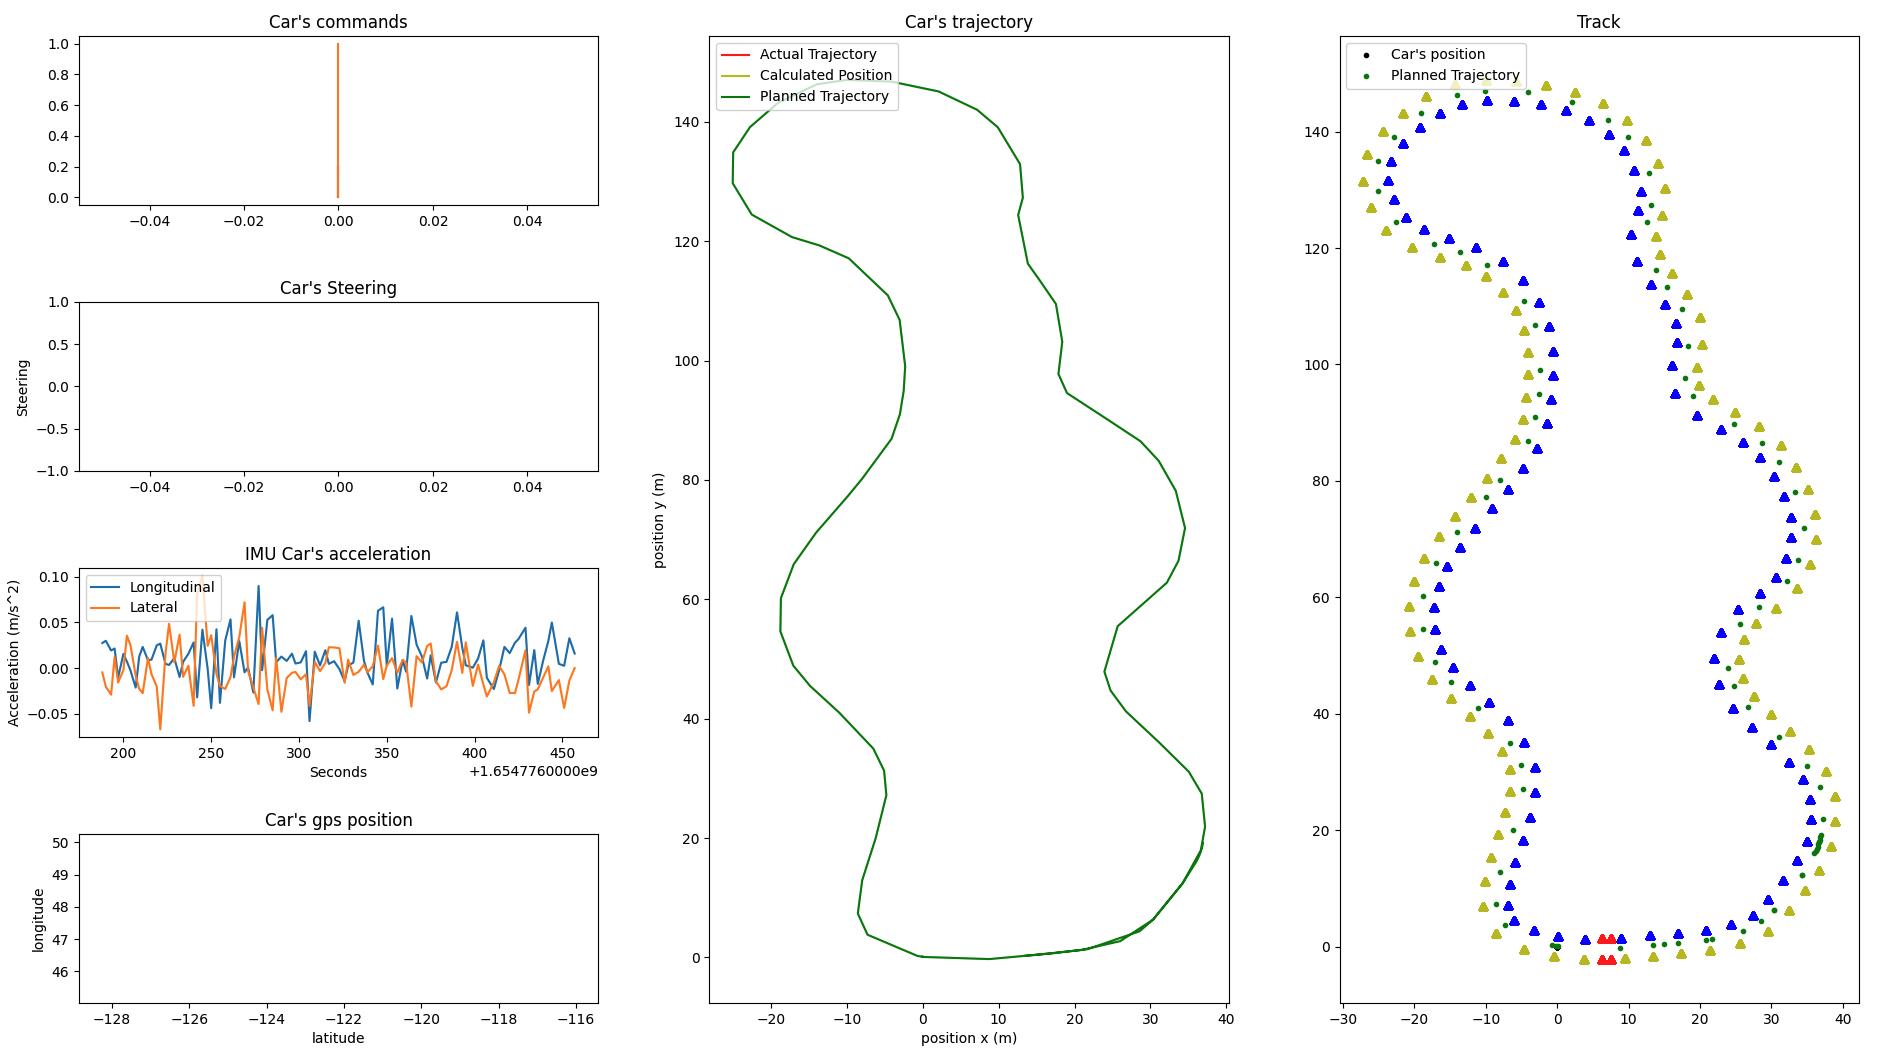 Car's commands
1.0
0.8
0.6
0.4
0.2
0.0
−0.04 −0.02 0.00 0.02 0.04
Car's Steering
Steering
1.0
0.5
0.0
−0.5
−1.0
−0.04 −0.02 0.00 0.02 0.04
IMU Car's acceleration
Acceleration (m/s^2)
0.10
0.05
0.00
−0.05
Longitudinal
Lateral
200 250 300 350 400 450
Seconds
+1.6547760000e9
Car's gps position
longitude
50
49
48
47
46
−128 −126 −124 −122 −120 −118 −116
latitude
Car's trajectory
Actual Trajectory
Calculated Position
Planned Trajectory
position y (m)
140
120
100
80
60
40
20
0
−20 −10 0 10 20 30 40
position x (m)
Track
Car's position
Planned Trajectory
140
120
100
80
60
40
20
0
−30 −20 −10 0 10 20 30 40